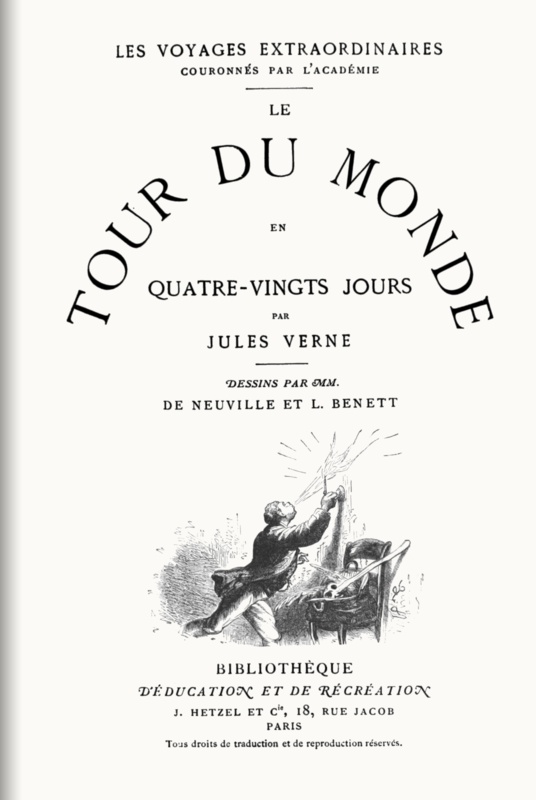 LES VOYAGES EXTRAORDINAIRES
COURONNÉS PAR L'ACADÉMIE
LE
TOUR DU MONDE
EN
QUATRE-VINGTS JOURS
PAR
JULES VERNE
DESSINS PAR MM.
DE NEUVILLE ET L. BENETT
BIBLIOTHÈQUE
D'ÉDUCATION ET DE RÉCRÉATION
J. HETZEL ET Cie, 18, RUE JACOB
PARIS
Tous droits de traduction et de reproduction réservés.